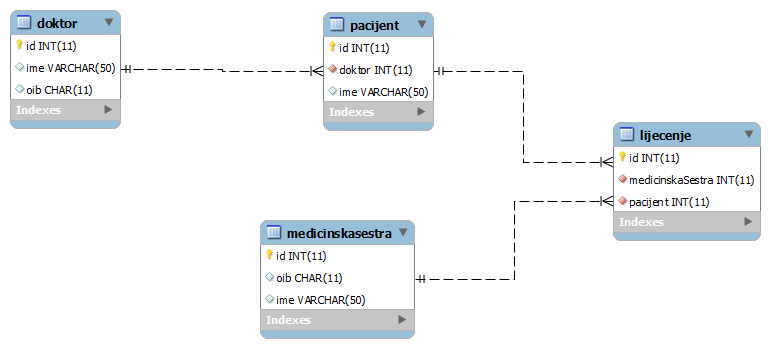 doktor
id INT(11)
ime VARCHAR(50)
oib CHAR(11)
Indexes
pacijent
id INT(11)
doktor INT(11)
ime VARCHAR(50)
Indexes
lijecenje
id INT(11)
medicinskaSestra INT(11)
pacijent INT(11)
Indexes
medicinskasestra
id INT(11)
oib CHAR(11)
ime VARCHAR(50)
Indexes